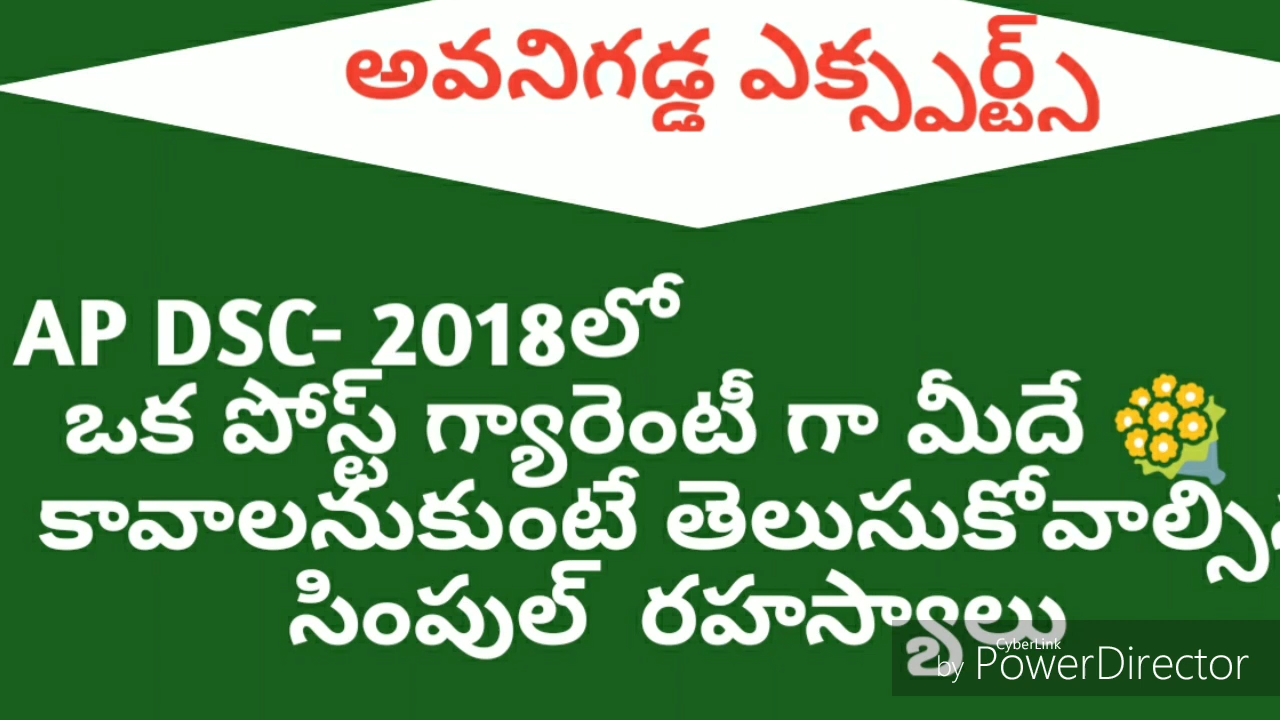 అవనిగడ్డ ఎక్స్పర్ట్స్
AP DSC- 2018లో
ఒక పోస్ట్ గ్యారెంటీ గా మీదే
కావాలనుకుంటే తెలుసుకోవాల్సి
సింపుల్ రహస్యాలు
CyberLink
by PowerDirector